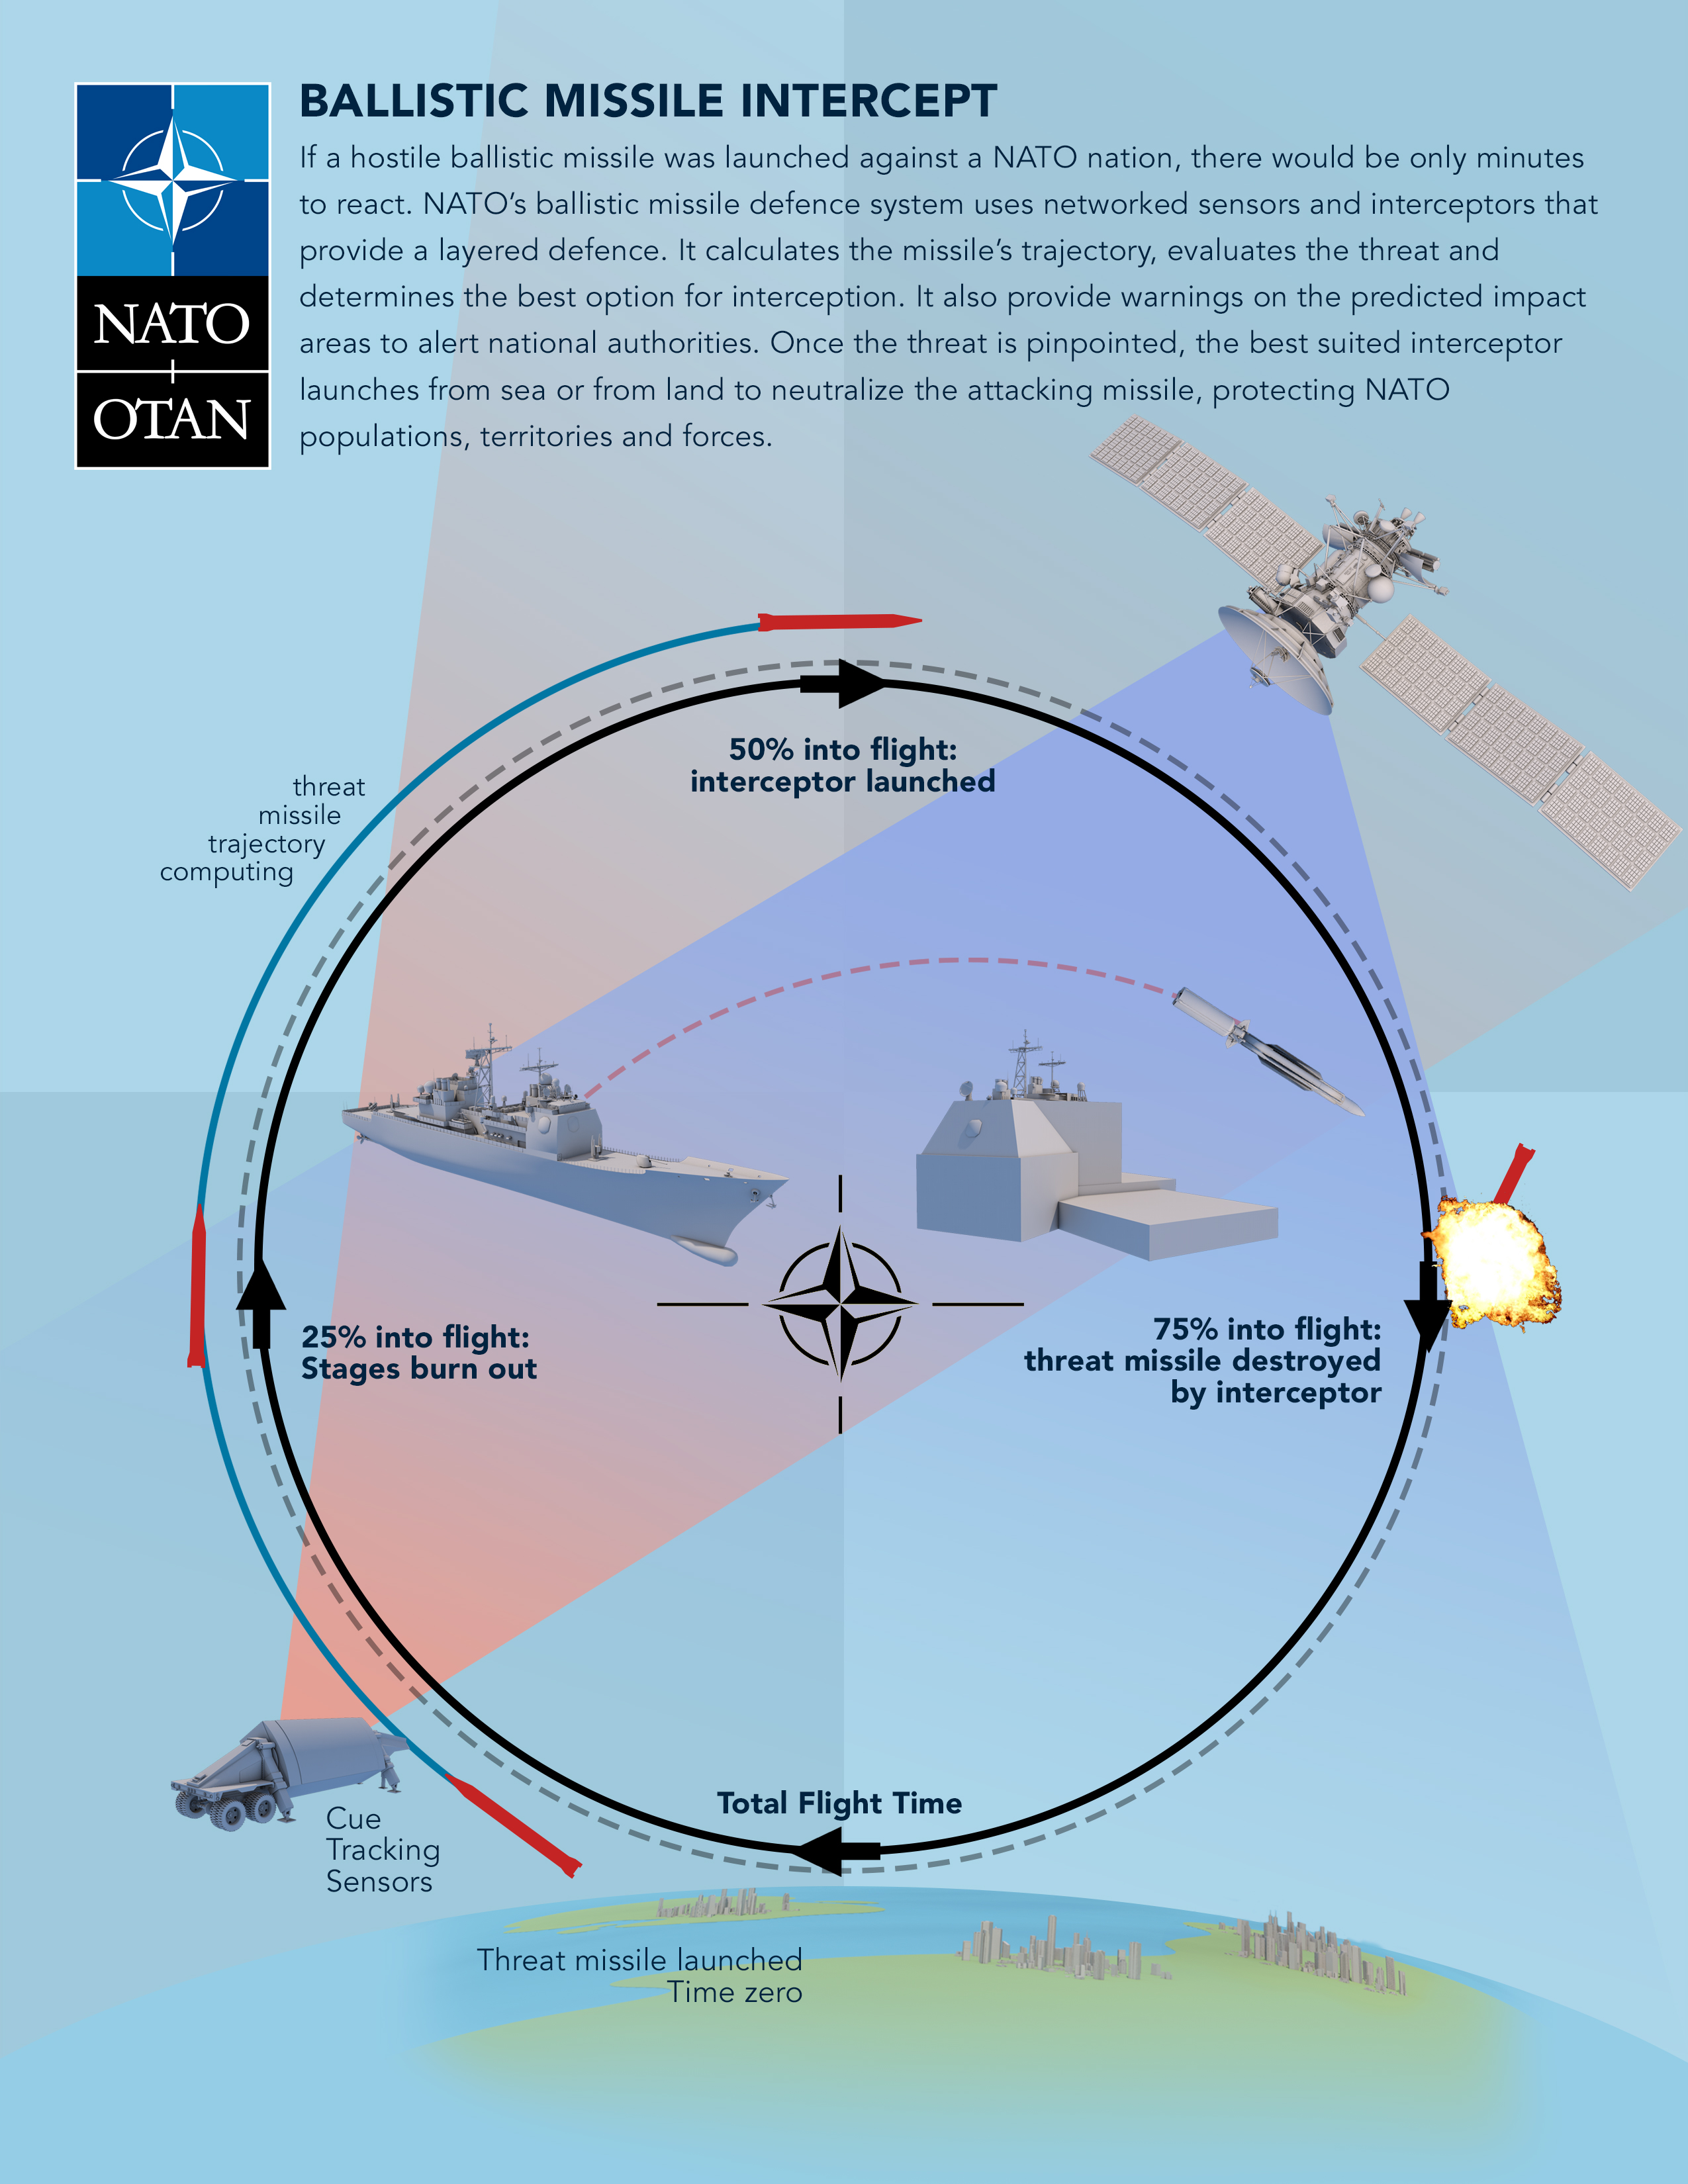 BALLISTIC MISSILE INTERCEPT
If a hostile ballistic missile was launched against a NATO nation, there would be only minutes
to react. NATO’s ballistic missile defence system uses networked sensors and interceptors that
provide a layered defence. It calculates the missile’s trajectory, evaluates the threat and
determines the best option for interception. It also provide warnings on the predicted impact
areas to alert national authorities. Once the threat is pinpointed, the best suited interceptor
launches from sea or from land to neutralize the attacking missile, protecting NATO
populations, territories and forces.
NATO
OTAN
50% into flight:
interceptor launched
threat
missile
trajectory
computing
25% into flight:
Stages burn out
75% into flight:
threat missile destroyed
by interceptor
Total Flight Time
Cue
Tracking
Sensors
Threat missile launched
Time zero